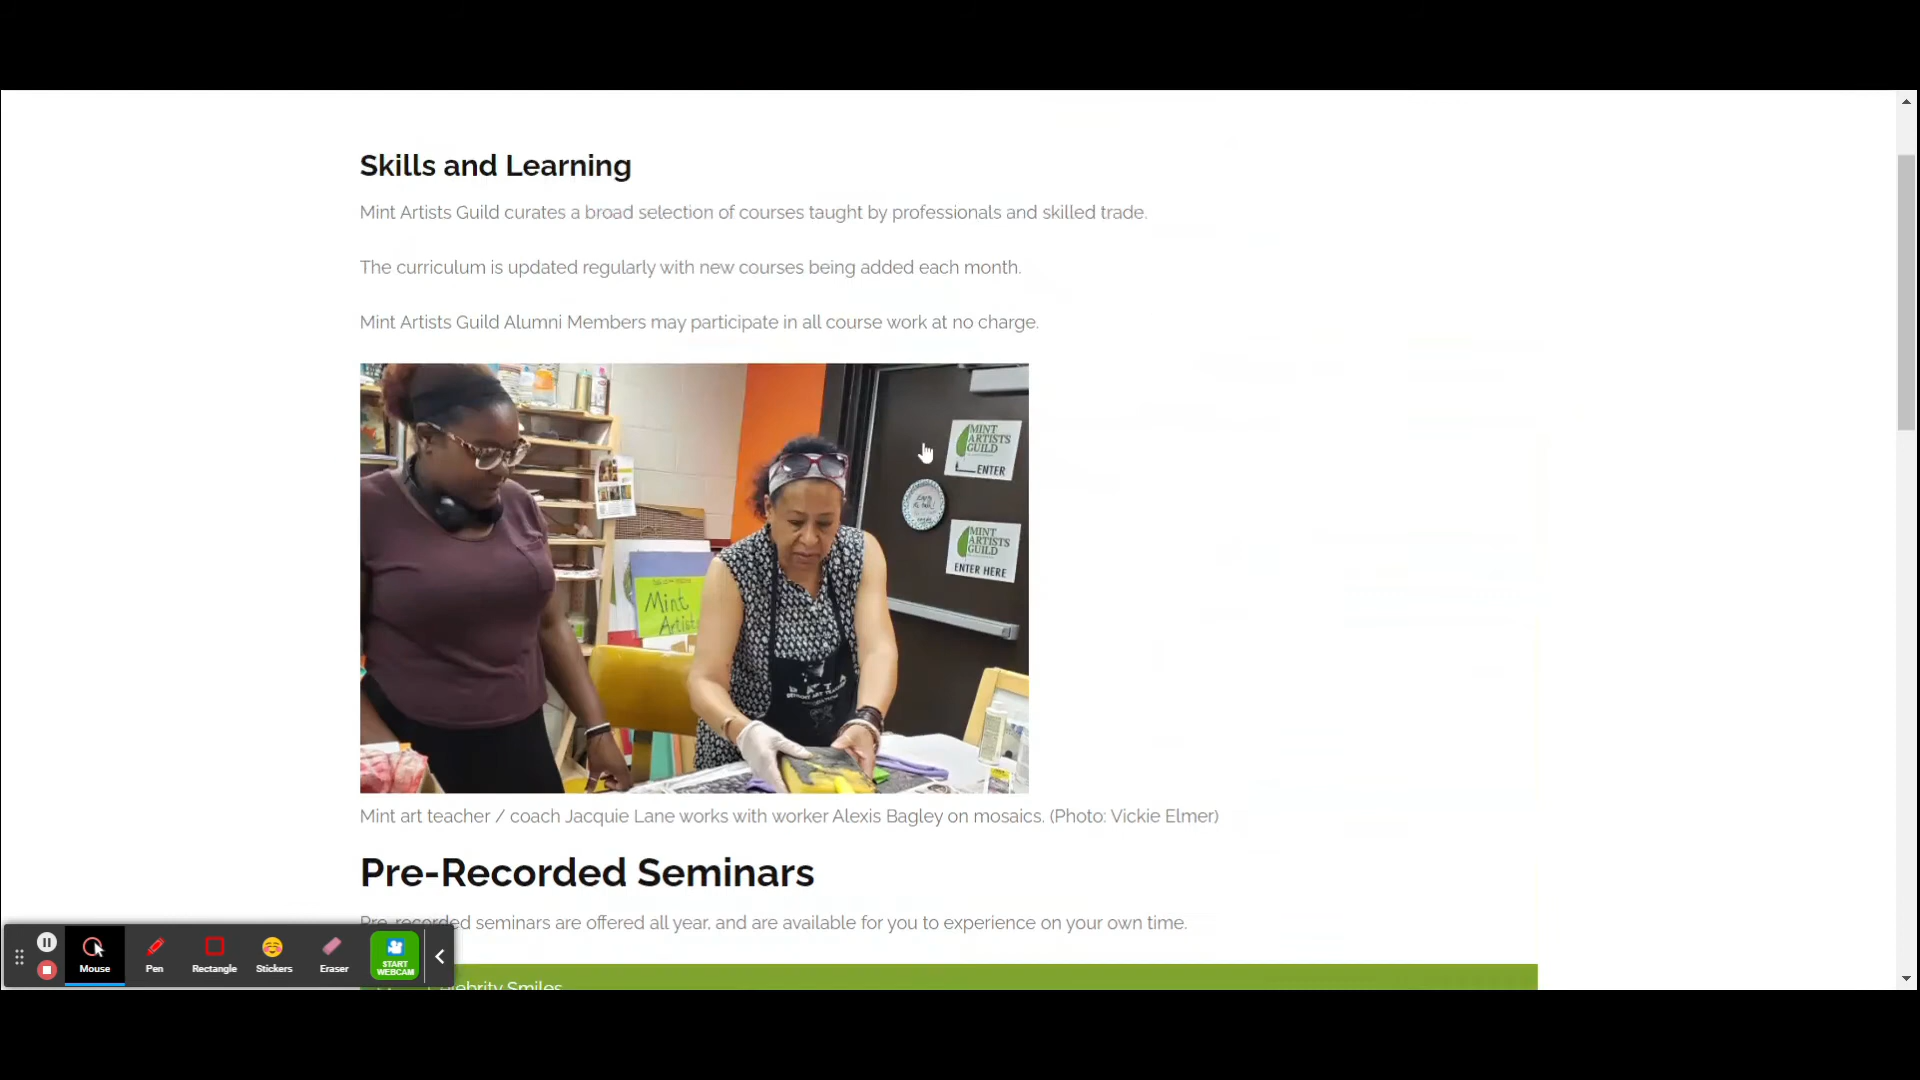 Skills and Learning
Mint Artists Guild curates a broad selection of courses taught by professionals and skilled trade.
The curriculum is updated regularly with new courses being added each month.
Mint Artists Guild Alumni Members may participate in all course work at no charge.
MINT
ARTISTS
GUILD
ENTER
MINT
ARTISTS
GUILD
ENTER HERE
Mint
Artists
Mint art teacher / coach Jacquie Lane works with worker Alexis Bagley on mosaics. (Photo: Vickie Elmer)
Pre-Recorded Seminars
Pre-recorded seminars are offered all year, and are available for you to experience on your own time.
Smiles
Mouse
Pen
Rectangle
Stickers
Eraser
START
WEBCAM